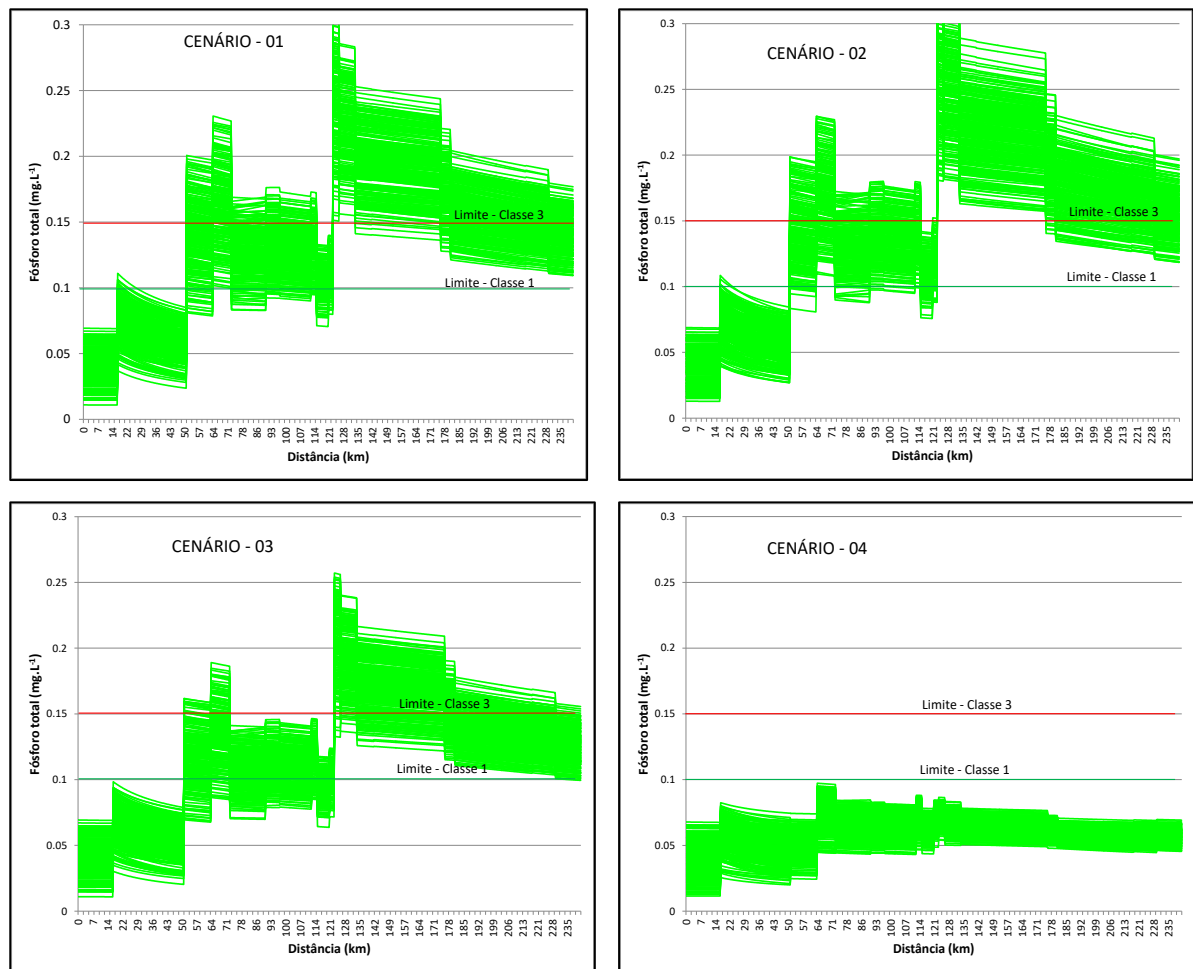 CENÁRIO - 01
Fósforo total (mg.L-1)
0.3
0.25
0.2
0.15
0.1
0.05
0
Limite - Classe 3
Limite - Classe 1
0 7 14 22 29 36 43 50 57 64 71 78 86 93 100 107 114 121 128 135 142 149 157 164 171 178 185 192 199 206 213 221 228 235
Distância (km)
CENÁRIO - 02
Fósforo total (mg.L-1)
0.3
0.25
0.2
0.15
0.1
0.05
0
Limite - Classe 3
Limite - Classe 1
0 7 14 22 29 36 43 50 57 64 71 78 86 93 100 107 114 121 128 135 142 149 157 164 171 178 185 192 199 206 213 221 228 235
Distância (km)
CENÁRIO - 03
Fósforo total (mg.L-1)
0.3
0.25
0.2
0.15
0.1
0.05
0
Limite - Classe 3
Limite - Classe 1
0 7 14 22 29 36 43 50 57 64 71 78 86 93 100 107 114 121 128 135 142 149 157 164 171 178 185 192 199 206 213 221 228 235
Distância (km)
CENÁRIO - 04
Fósforo total (mg.L-1)
0.3
0.25
0.2
0.15
0.1
0.05
0
Limite - Classe 3
Limite - Classe 1
0 7 14 22 29 36 43 50 57 64 71 78 86 93 100 107 114 121 128 135 142 149 157 164 171 178 185 192 199 206 213 221 228 235
Distância (km)